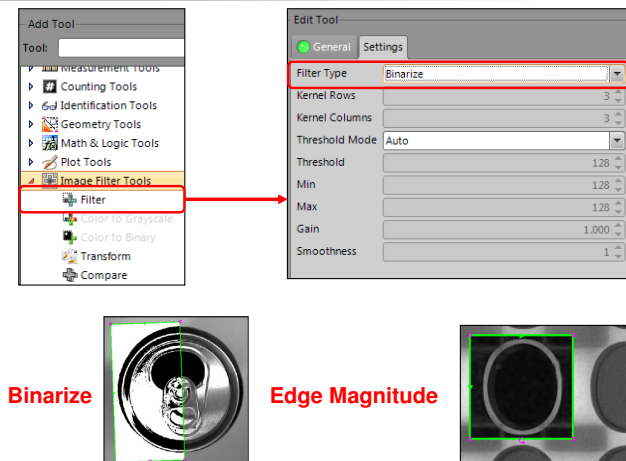 Add Tool
Tool:
Measurement Tools
Counting Tools
Identification Tools
Geometry Tools
Math & Logic Tools
Plot Tools
Image Filter Tools
Filter
Color to Grayscale
Color to Binary
Transform
Compare
Edit Tool
General Settings
Filter Type Binarize
Kernel Rows 3
Kernel Columns 3
Threshold Mode Auto
Threshold 128
Min 128
Max 128
Gain 1.000
Smoothness 1
Binarize
Edge Magnitude